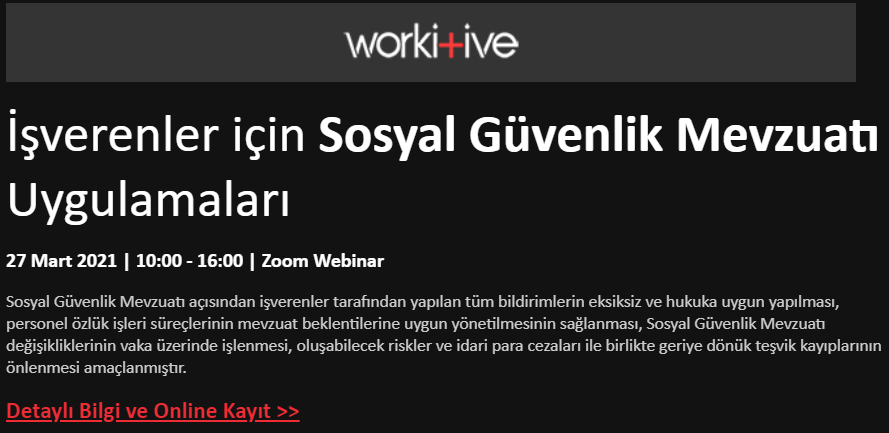 worki+ive
İşverenler için Sosyal Güvenlik Mevzuatı
Uygulamaları
27 Mart 2021 | 10:00 - 16:00 | Zoom Webinar
Sosyal Güvenlik Mevzuatı açısından işverenler tarafından yapılan tüm bildirimlerin eksiksiz ve hukuka uygun yapılması,
personel özlük işleri süreçlerinin mevzuat beklentilerine uygun yönetilmesinin sağlanması, Sosyal Güvenlik Mevzuatı
değişikliklerinin vaka üzerinde işlenmesi, oluşabilecek riskler ve idari para cezaları ile birlikte geriye dönük teşvik kayıplarının
önlenmesi amaçlanmıştır.
Detaylı Bilgi ve Online Kayıt >>